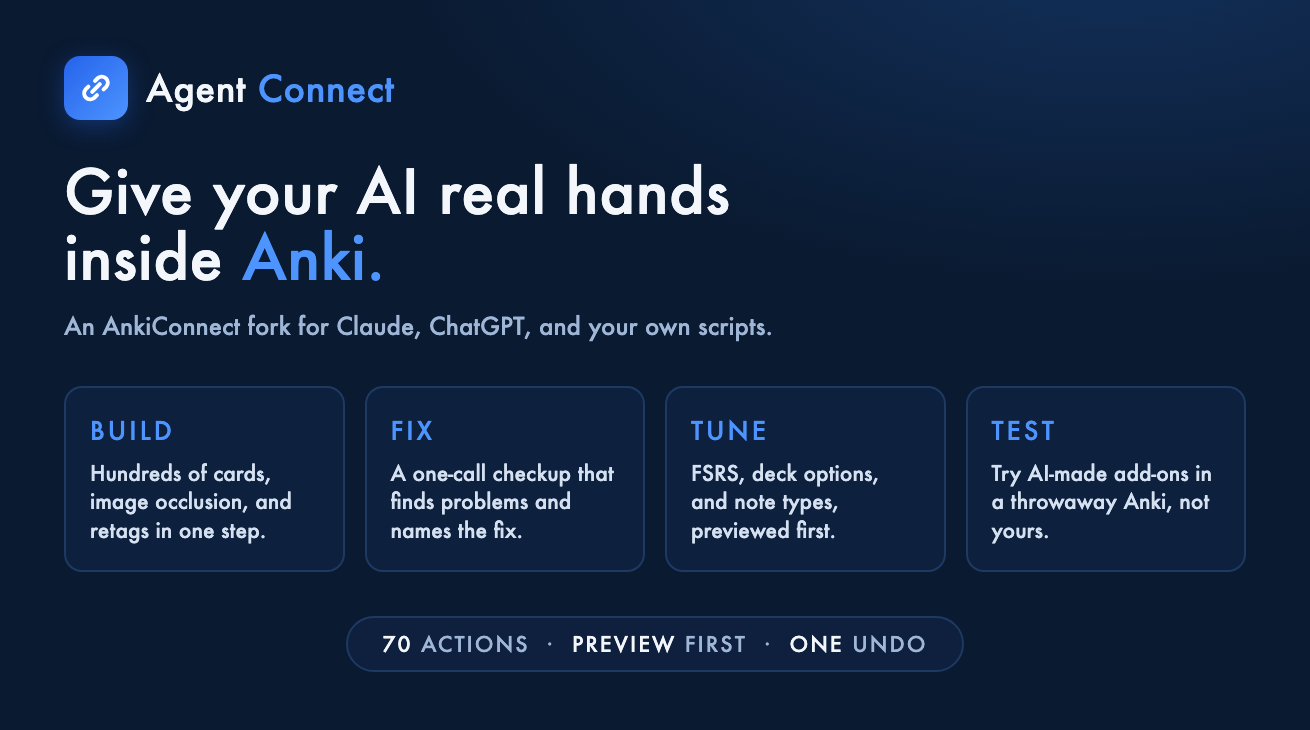 Agent Connect
Give your AI real hands
inside Anki.
An AnkiConnect fork for Claude, ChatGPT, and your own scripts.
BUILD
Hundreds of cards,
image occlusion, and
retags in one step.
FIX
A one-call checkup that
finds problems and
names the fix.
TUNE
FSRS, deck options,
and note types,
previewed first.
TEST
Try AI-made add-ons in
a throwaway Anki, not
yours.
70 ACTIONS · PREVIEW FIRST · ONE UNDO